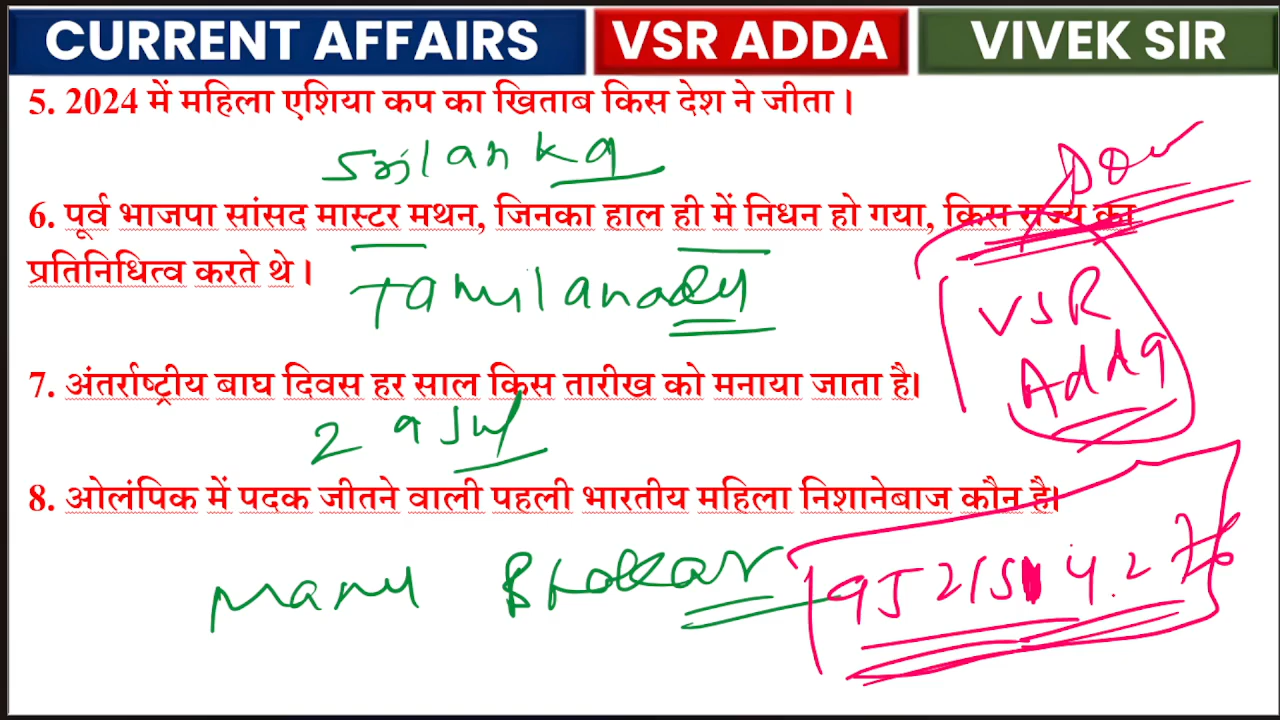 CURRENT AFFAIRS VSR ADDA VIVEK SIR
5. 2024 में महिला एशिया कप का खिताब किस देश ने जीता।
Srilanka
6. पूर्व भाजपा सांसद मास्टर मथन, जिनका हाल ही में निधन हो गया, किस राज्य का
प्रतिनिधित्व करते थे।
Tamilanadu
VSR
Adda
7. अंतर्राष्ट्रीय बाघ दिवस हर साल किस तारीख को मनाया जाता है।
29 Jul
8. ओलंपिक में पदक जीतने वाली पहली भारतीय महिला निशानेबाज कौन है।
Manu Bhakar